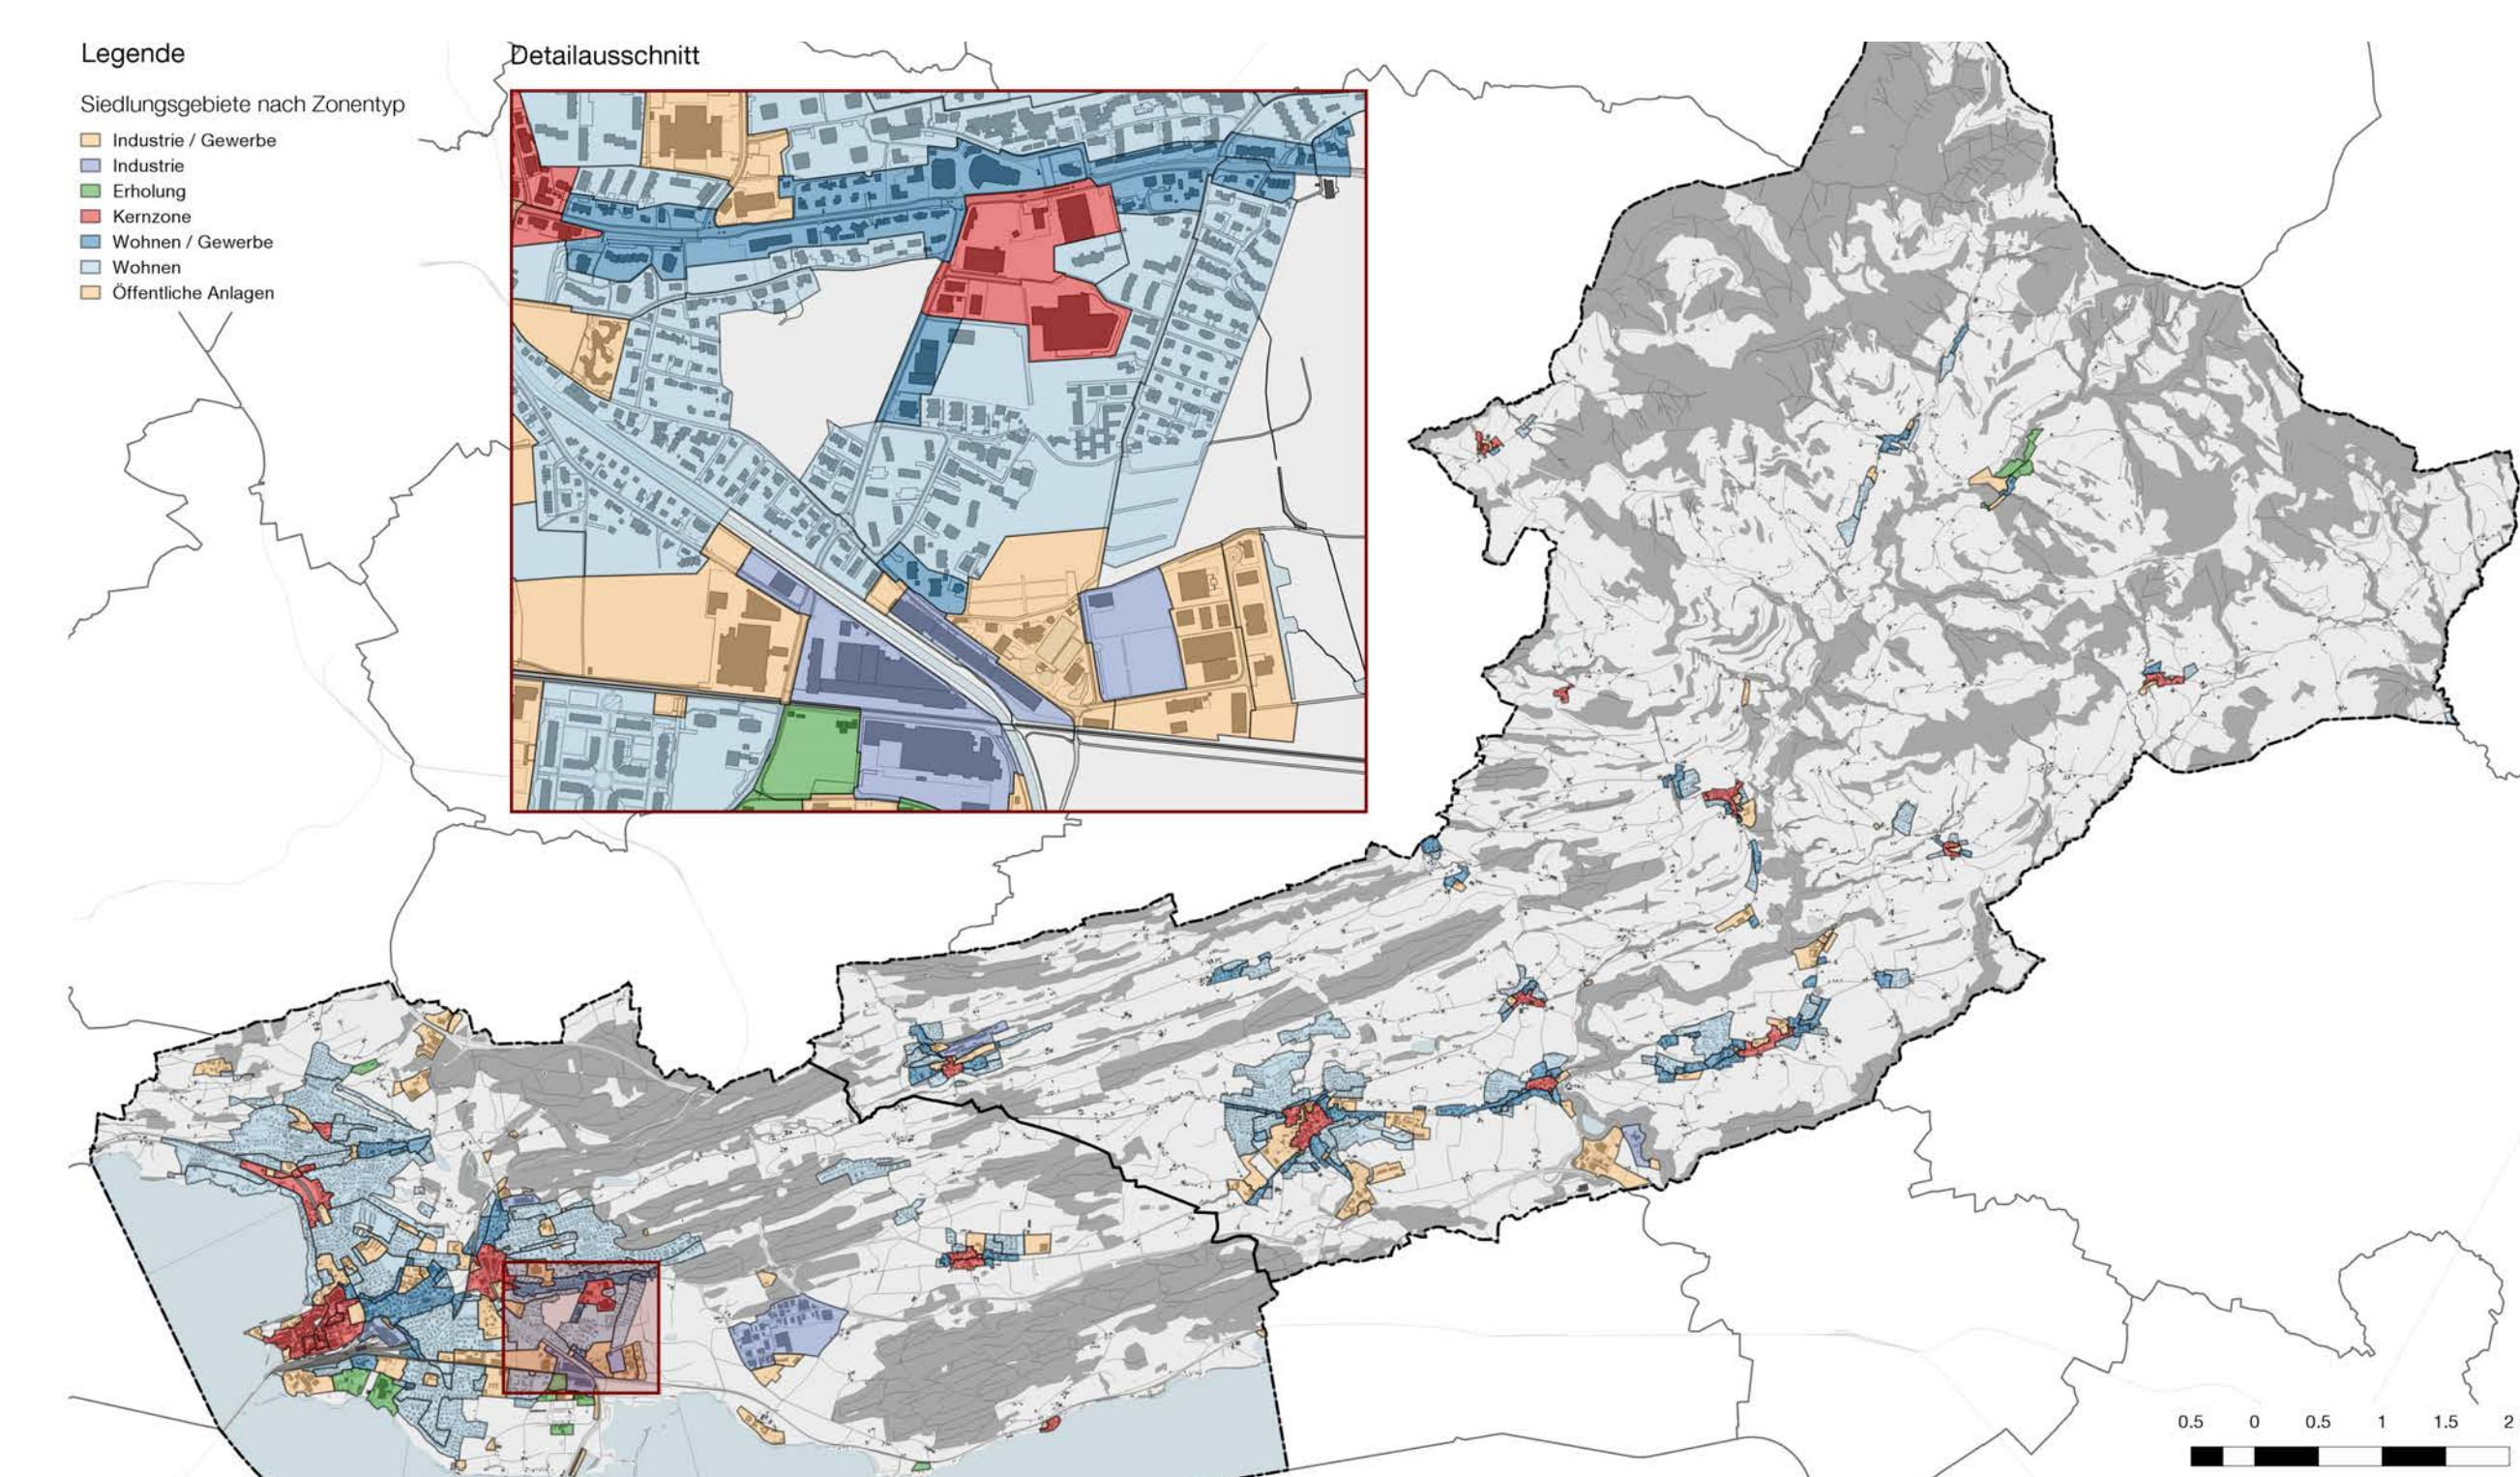 Legende
Siedlungsgebiete nach Zonentyp
Industrie / Gewerbe
Industrie
Erholung
Kernzone
Wohnen / Gewerbe
Wohnen
Öffentliche Anlagen
Detailausschnitt
0.5 0 0.5 1 1.5 2